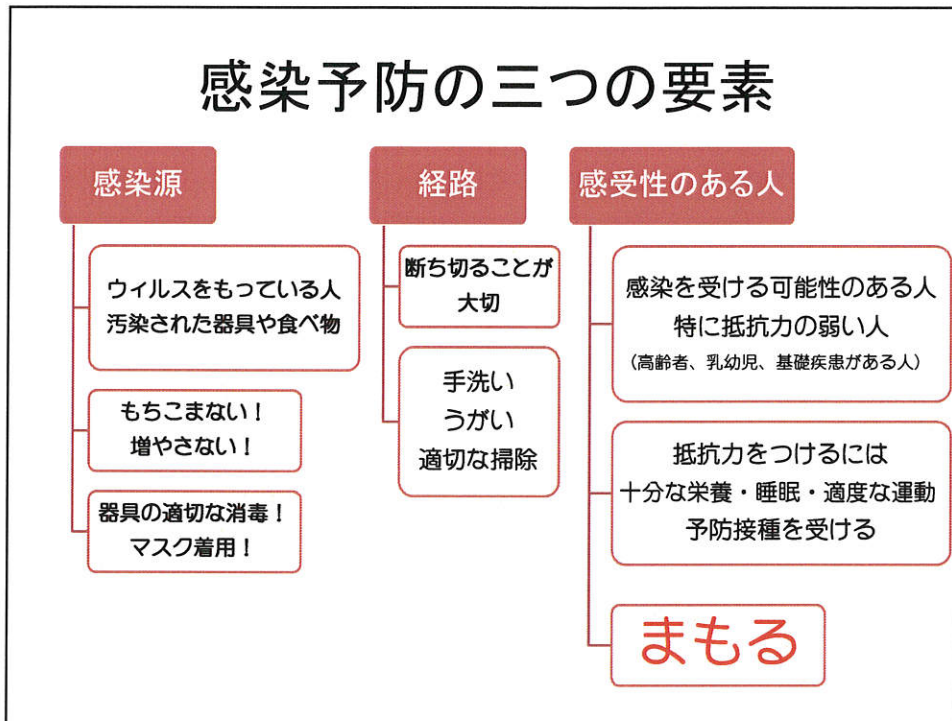 感染予防の三つの要素
感染源
ウィルスをもっている人
汚染された器具や食べ物
もちこまない！
増やさない！
器具の適切な消毒！
マスク着用！
経路
断ち切ることが
大切
手洗い
うがい
適切な掃除
感受性のある人
感染を受ける可能性のある人
特に抵抗力の弱い人
（高齢者、乳幼児、基礎疾患がある人）
抵抗力をつけるには
十分な栄養・睡眠・適度な運動
予防接種を受ける
まもる